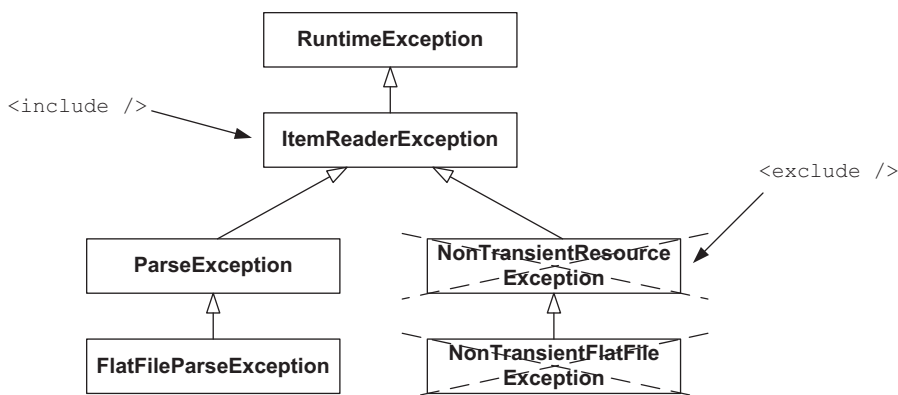 RuntimeException
<include />
ItemReaderException
<exclude />
ParseException
NonTransientResource
Exception
FlatFileParseException
NonTransientFlatFile
Exception